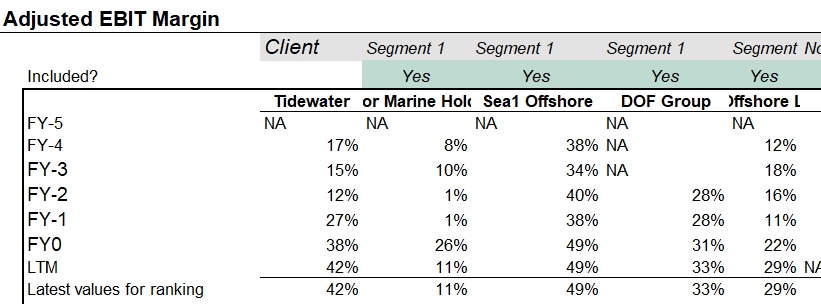 Adjusted EBIT Margin
Client Segment 1 Segment 1 Segment 1 Segment No
Included? Yes Yes Yes Yes
Tidewater or Marine Hold Sea1 Offshore DOF Group Offshore L
FY-5 NA NA NA NA NA
FY-4 17% 8% 38% NA 12%
FY-3 15% 10% 34% NA 18%
FY-2 12% 1% 40% 28% 16%
FY-1 27% 1% 38% 28% 11%
FY0 38% 26% 49% 31% 22%
LTM 42% 11% 49% 33% 29% NA
Latest values for ranking 42% 11% 49% 33% 29%